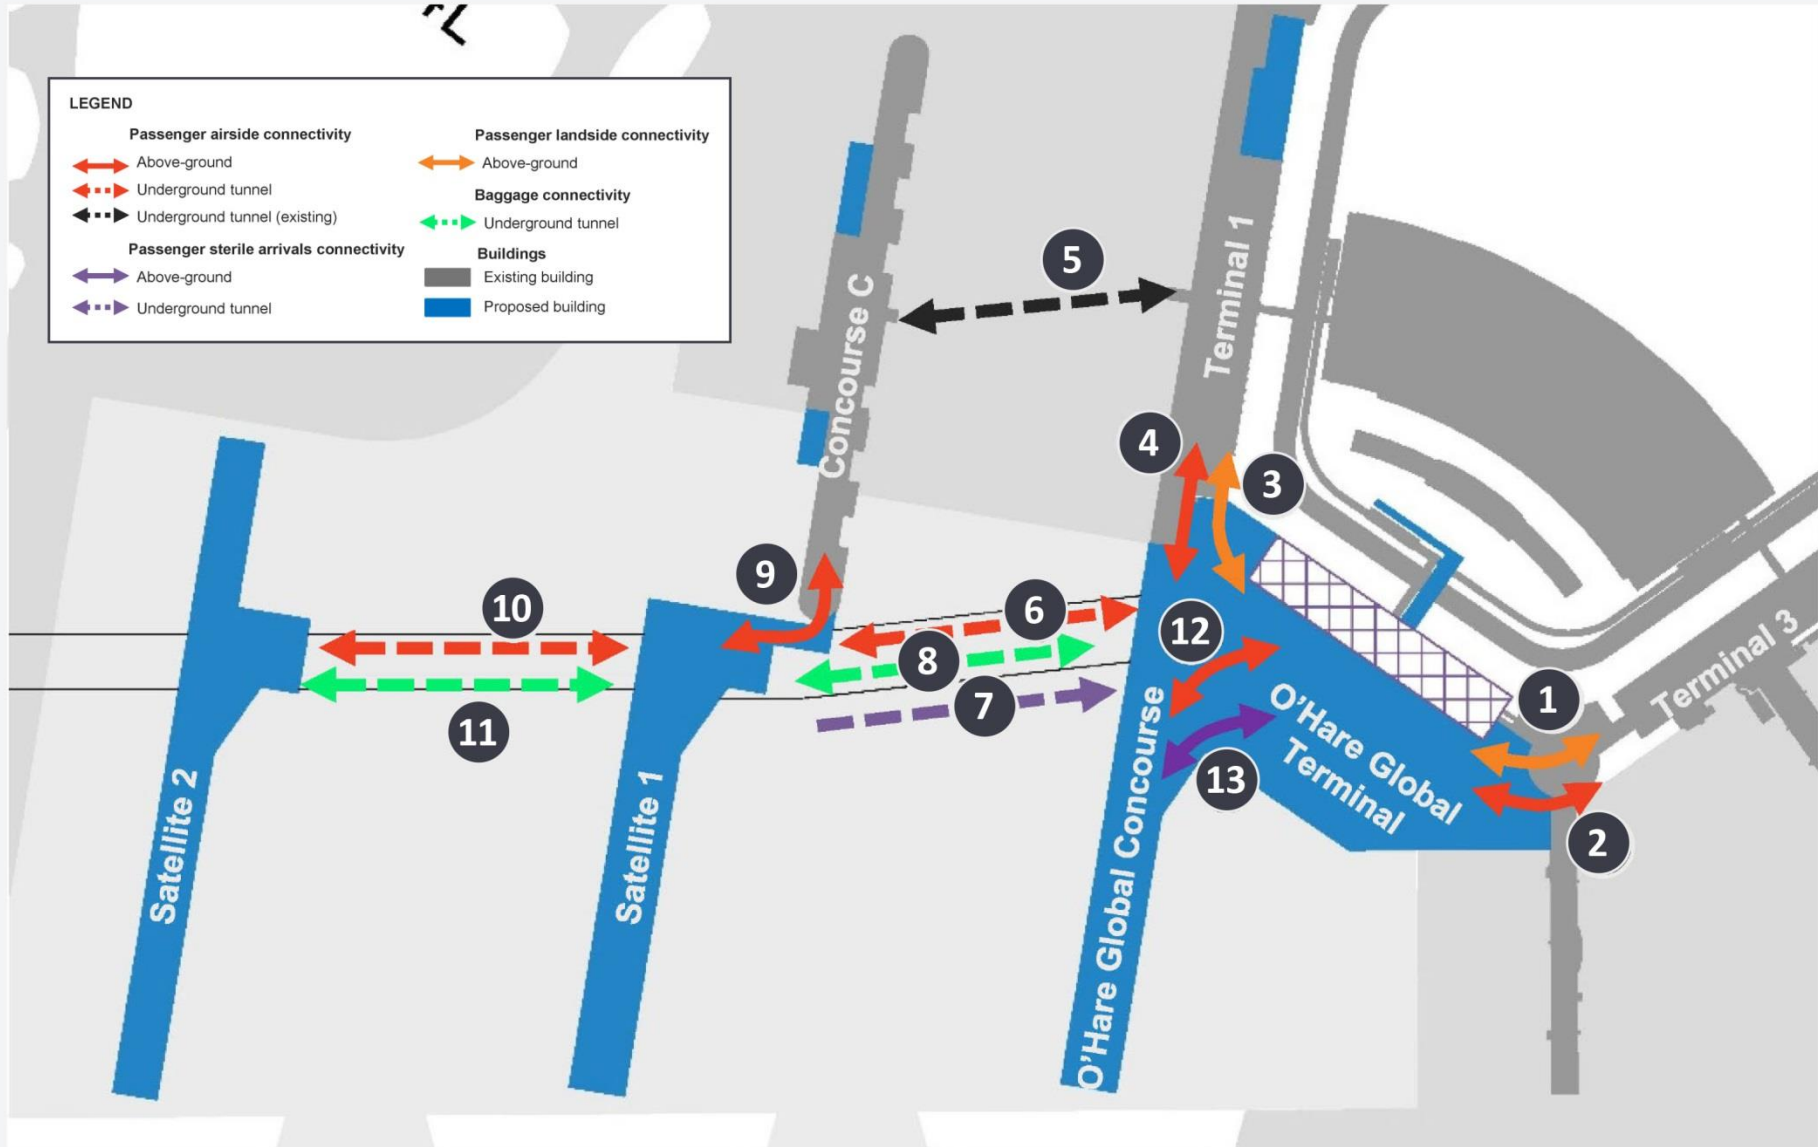 LEGEND
Passenger airside connectivity
Above-ground
Underground tunnel
Underground tunnel (existing)
Passenger sterile arrivals connectivity
Above-ground
Underground tunnel
Passenger landside connectivity
Above-ground
Baggage connectivity
Underground tunnel
Buildings
Existing building
Proposed building
5
Terminal 1
Concourse C
4
3
9
10
6
12
8
7
11
1
Terminal 3
O'Hare Global
Terminal
13
2
Satellite 2
Satellite 1
O'Hare Global Concourse